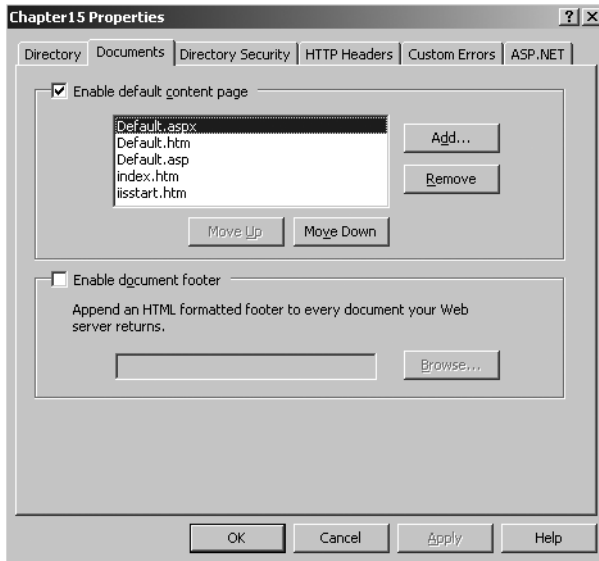 Chapter15 Properties
Directory Documents Directory Security HTTP Headers Custom Errors ASP.NET
Enable default content page
Default.aspx
Default.htm
Default.asp
index.htm
iisstart.htm
Add...
Remove
Move Up Move Down
Enable document footer
Append an HTML formatted footer to every document your Web
server returns.
Browse...
OK Cancel Apply Help